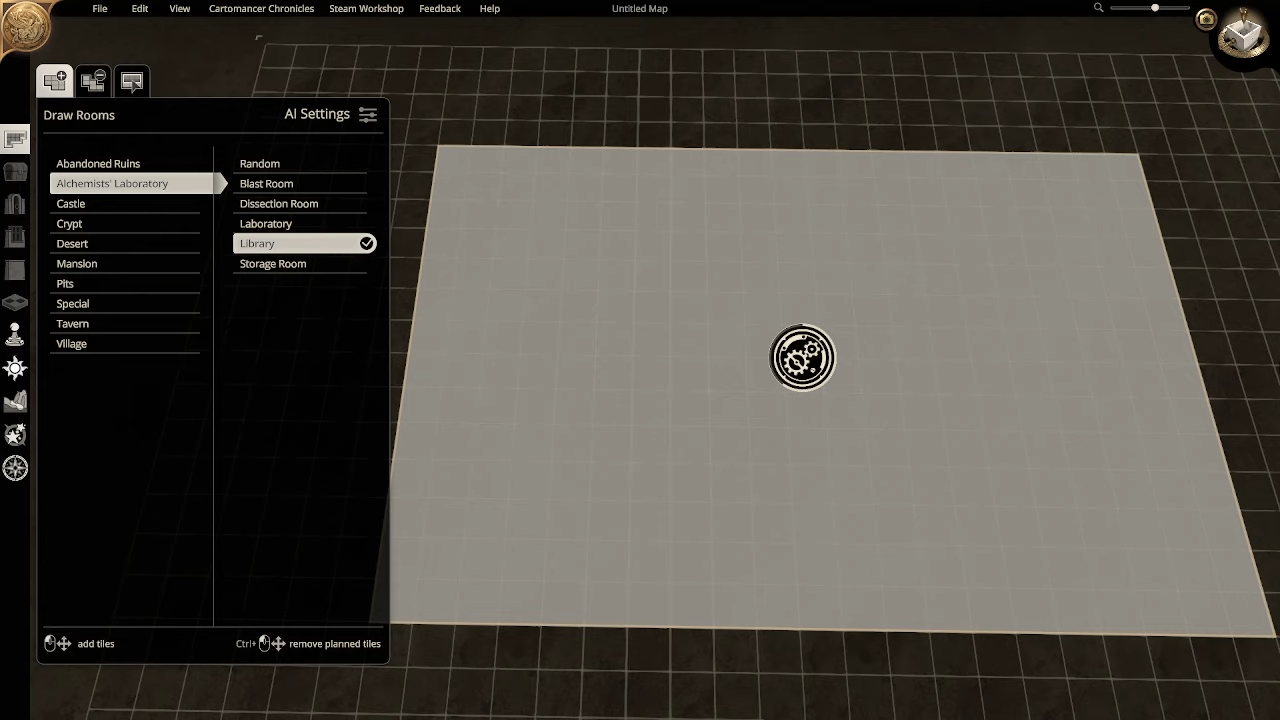 File Edit View Cartomancer Chronicles Steam Workshop Feedback Help Untitled Map
Draw Rooms AI Settings
Abandoned Ruins
Alchemists' Laboratory
Castle
Crypt
Desert
Mansion
Pits
Special
Tavern
Village
Random
Blast Room
Dissection Room
Laboratory
Library
Storage Room
add tiles Ctrl+ remove planned tiles